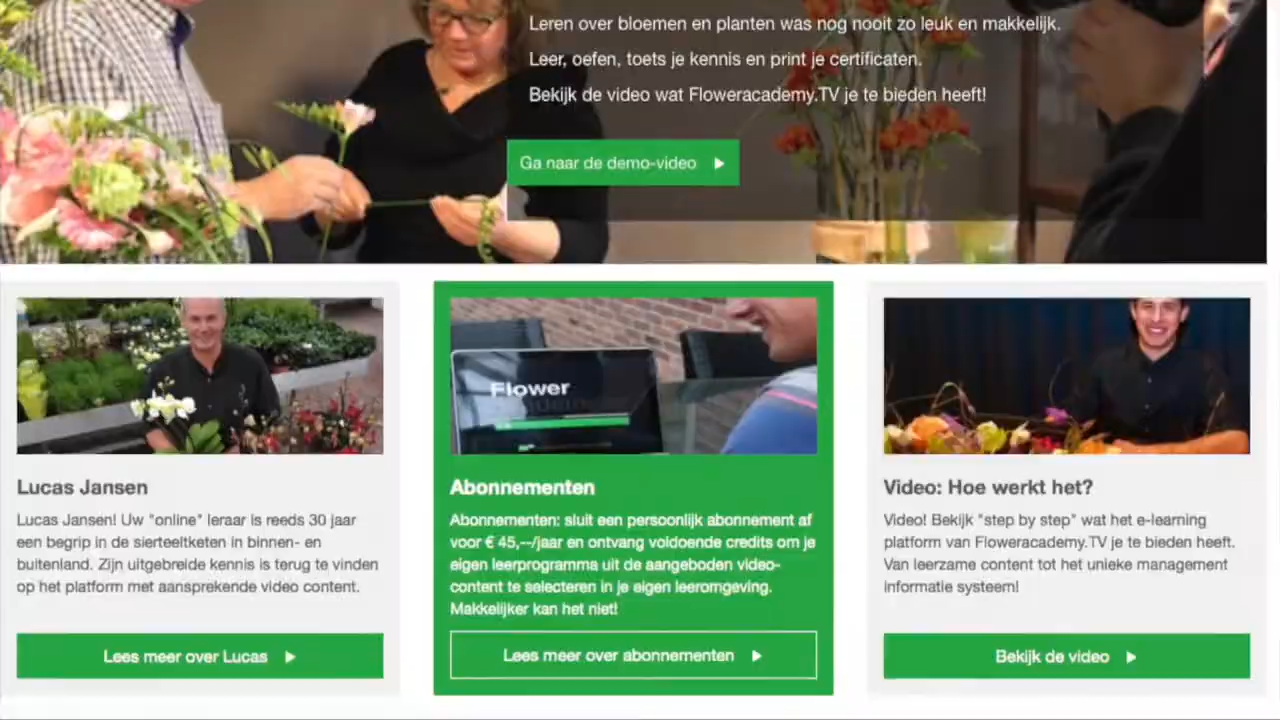 Leren over bloemen en planten was nog nooit zo leuk en makkelijk.
Leer, oefen, toets je kennis en print je certificaten.
Bekijk de video wat Floweracademy.TV je te bieden heeft!
Ga naar de demo-video
Flower
Lucas Jansen
Lucas Jansen! Uw "online" leraar is reeds 30 jaar
een begrip in de sierteeltketen in binnen- en
buitenland. Zijn uitgebreide kennis is terug te vinden
op het platform met aansprekende video content.
Lees meer over Lucas
Abonnementen
Abonnementen: sluit een persoonlijk abonnement af
voor € 45,--/jaar en ontvang voldoende credits om je
eigen leerprogramma uit de aangeboden video-
content te selecteren in je eigen leeromgeving.
Makkelijker kan het niet!
Lees meer over abonnementen
Video: Hoe werkt het?
Video! Bekijk "step by step" wat het e-learning
platform van Floweracademy.TV je te bieden heeft.
Van leerzame content tot het unieke management
informatie systeem!
Bekijk de video